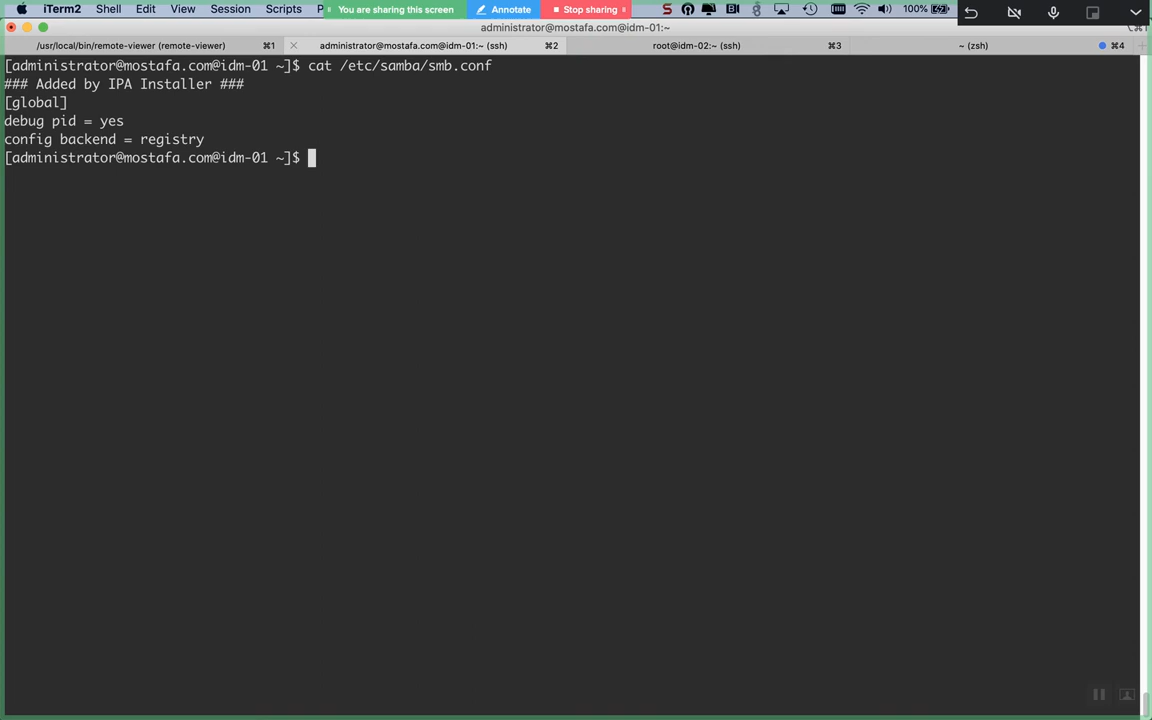 iTerm2 Shell Edit View Session Scripts P You are sharing this screen Annotate Stop sharing 100%
administrator@mostafa.com@idm-01:~
/usr/local/bin/remote-viewer (remote-viewer) ⌘1 administrator@mostafa.com@idm-01:~ (ssh) ⌘2 root@idm-02:~ (ssh) ⌘3 ~ (zsh) ⌘4
[administrator@mostafa.com@idm-01 ~]$ cat /etc/samba/smb.conf
### Added by IPA Installer ###
[global]
debug pid = yes
config backend = registry
[administrator@mostafa.com@idm-01 ~]$